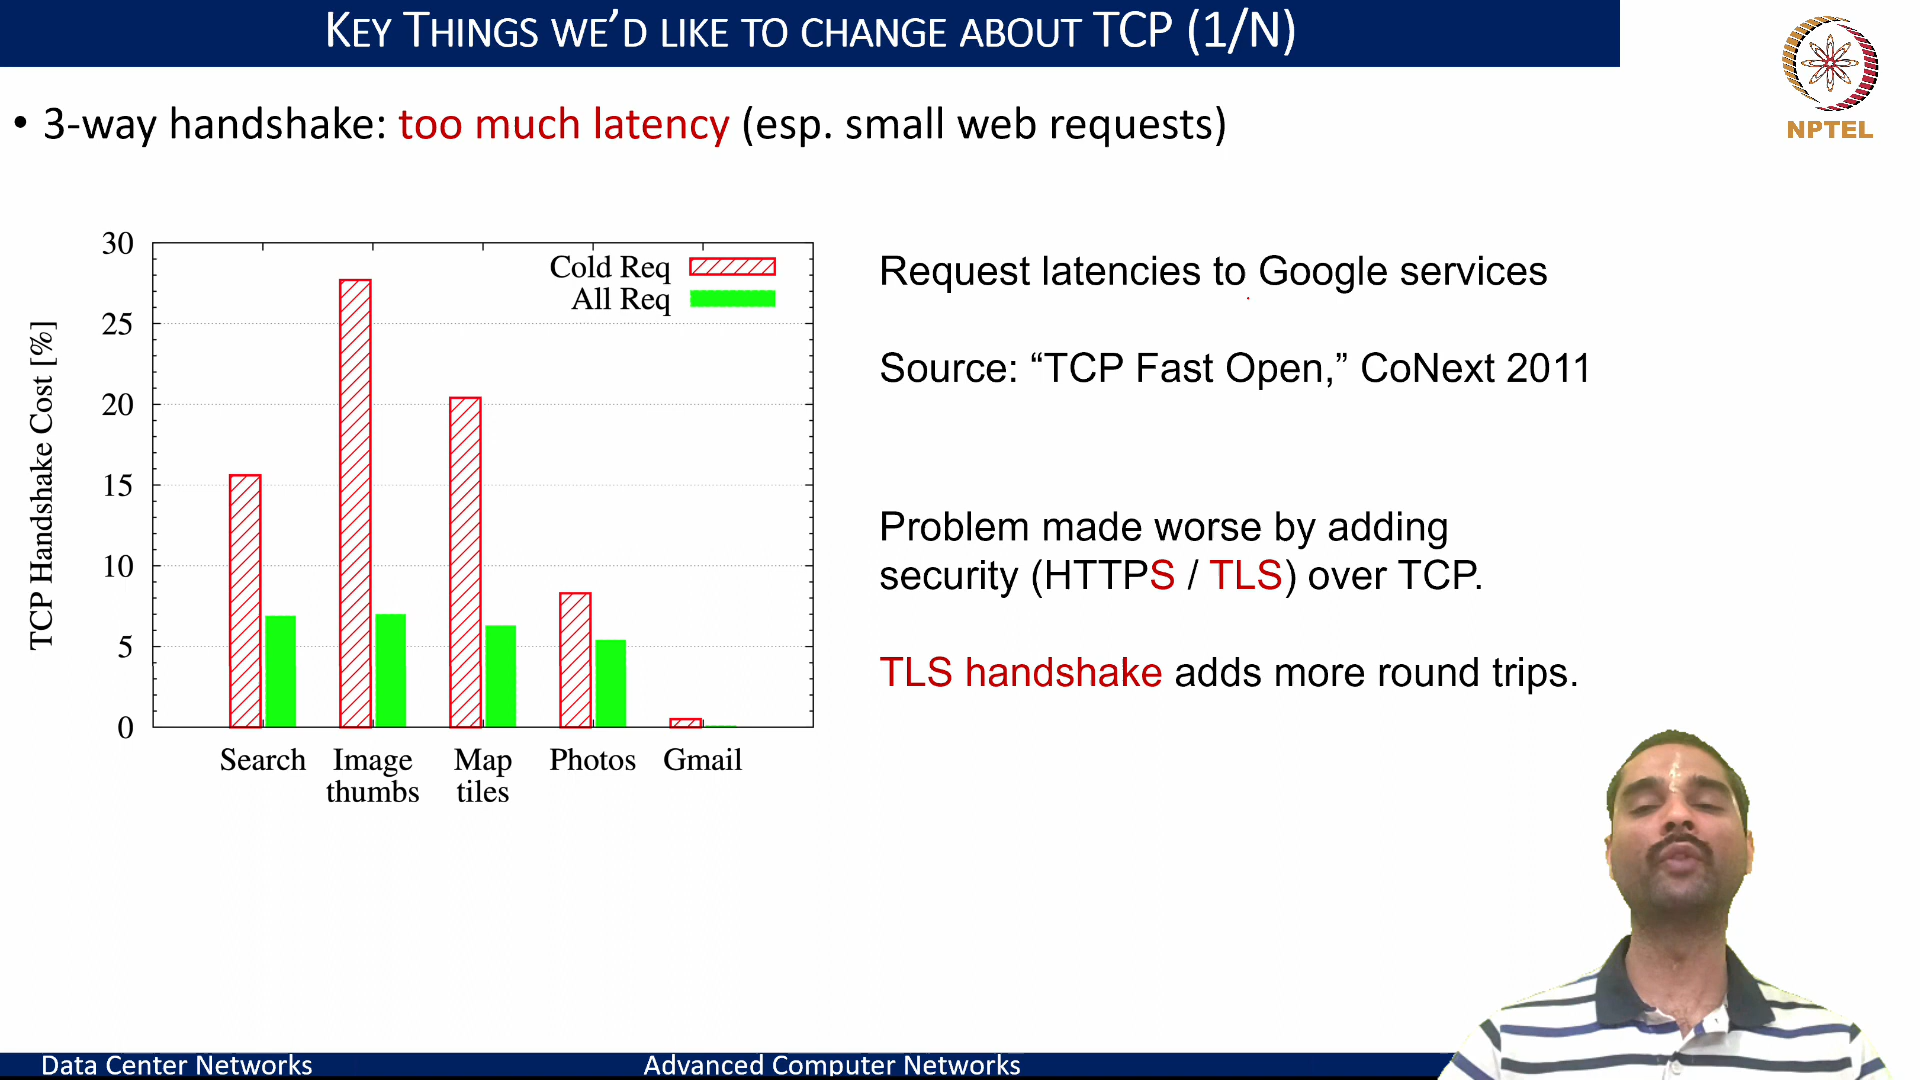 KEY THINGS WE'D LIKE TO CHANGE ABOUT TCP (1/N)
NPTEL
• 3-way handshake: too much latency (esp. small web requests)
30
25
20
15
10
5
0
TCP Handshake Cost [%]
Cold Req
All Req
Search
Image
thumbs
Map
tiles
Photos
Gmail
Request latencies to Google services
Source: “TCP Fast Open,” CoNext 2011
Problem made worse by adding
security (HTTPS / TLS) over TCP.
TLS handshake adds more round trips.
Data Center Networks
Advanced Computer Networks